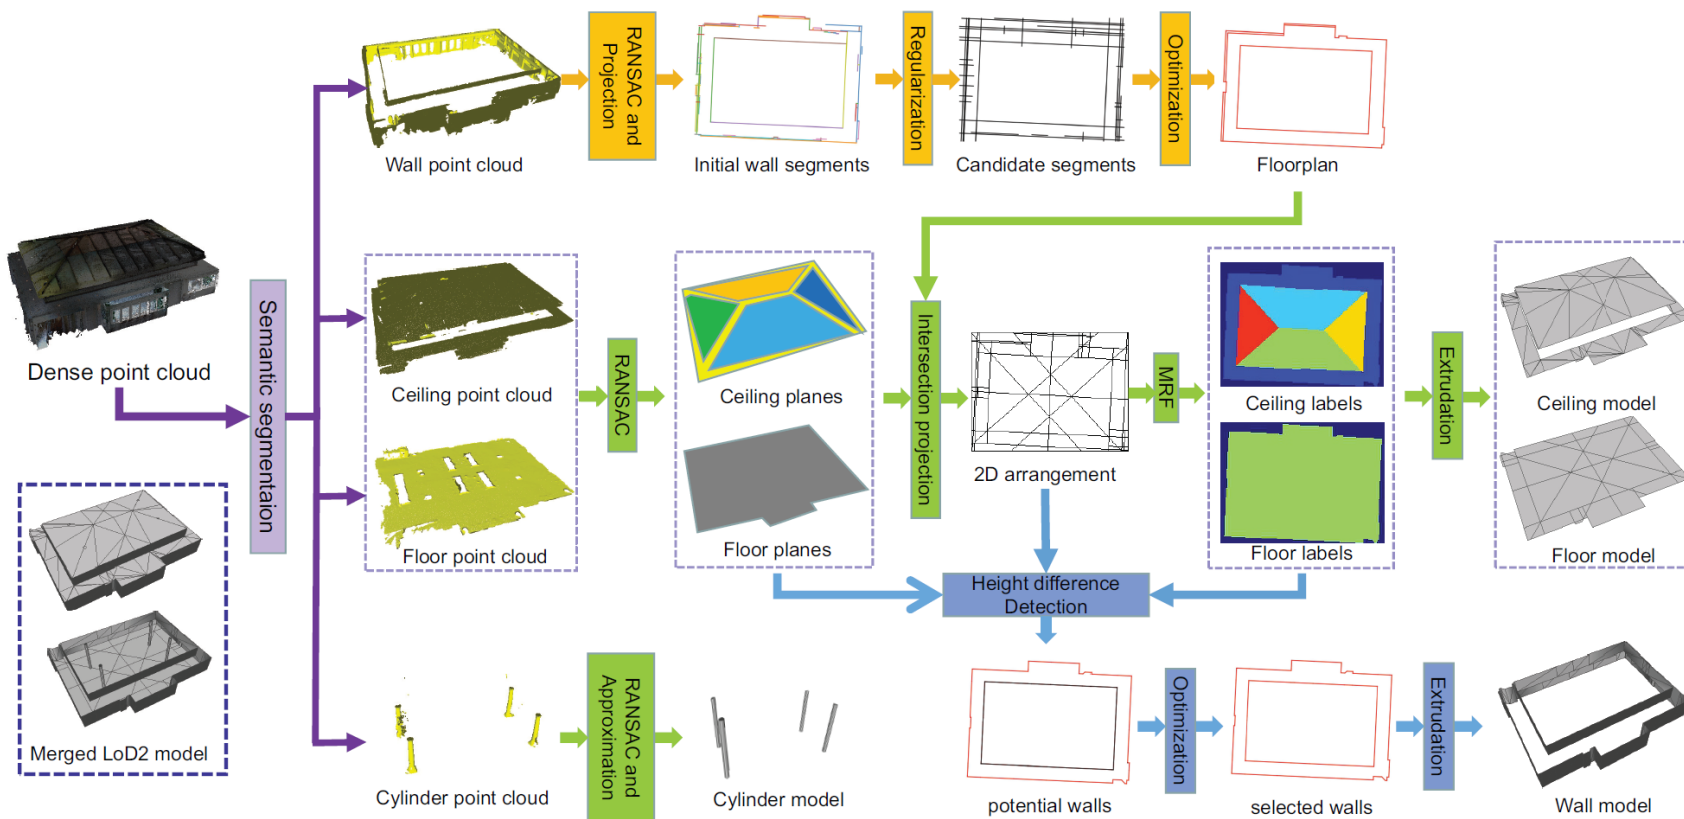 RANSAC and
Projection
Regularization
Optimization
Wall point cloud
Initial wall segments
Candidate segments
Floorplan
Dense point cloud
Semantic segmentaion
Ceiling point cloud
Floor point cloud
RANSAC
Ceiling planes
Floor planes
Intersection projection
2D arrangement
MRF
Ceiling labels
Floor labels
Extrudation
Ceiling model
Floor model
Height difference
Detection
Merged LoD2 model
Cylinder point cloud
RANSAC and
Approximation
Cylinder model
potential walls
Optimization
selected walls
Extrudation
Wall model